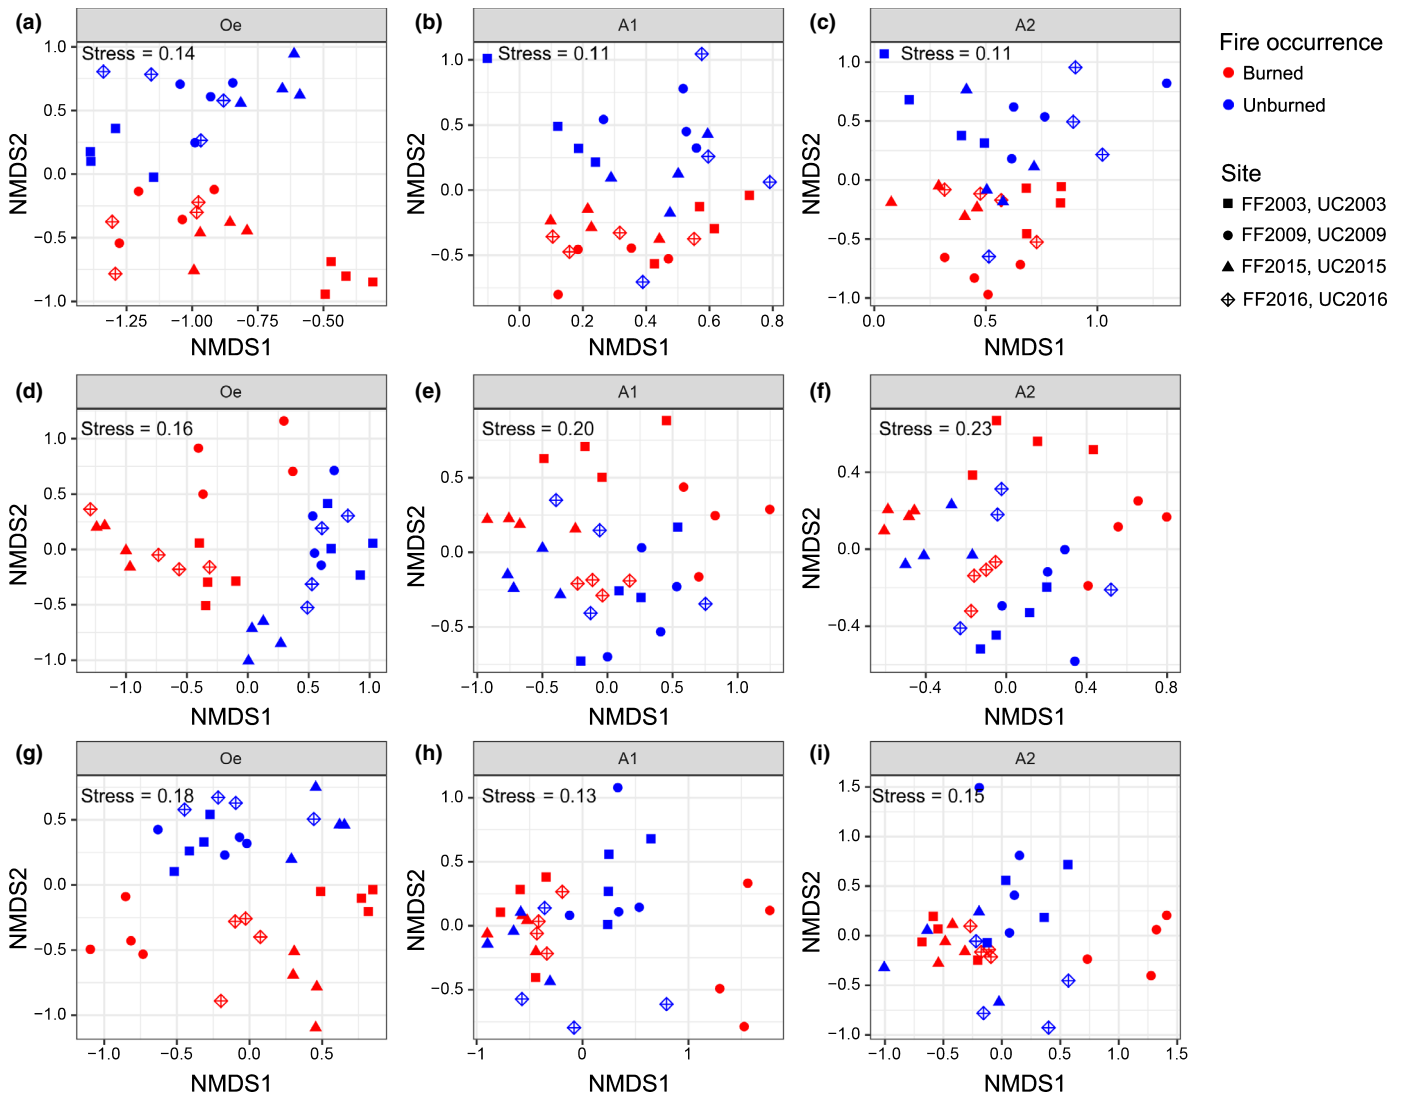 (a)
Oe
(b)
A1
(c)
A2
Stress = 0.14
Stress = 0.11
Stress = 0.11
1.0
0.5
0.0
−0.5
−1.0
NMDS2
−1.25
−1.00
−0.75
−0.50
NMDS1
1.0
0.5
0.0
−0.5
NMDS2
0.0
0.2
0.4
0.6
0.8
NMDS1
1.0
0.5
0.0
−0.5
−1.0
NMDS2
0.0
0.5
1.0
NMDS1
Fire occurrence
Burned
Unburned
Site
FF2003, UC2003
FF2009, UC2009
FF2015, UC2015
FF2016, UC2016
(d)
Oe
(e)
A1
(f)
A2
Stress = 0.16
Stress = 0.20
Stress = 0.23
1.0
0.5
0.0
−0.5
−1.0
NMDS2
−1.0
−0.5
0.0
0.5
1.0
NMDS1
0.5
0.0
−0.5
NMDS2
−1.0
−0.5
0.0
0.5
1.0
NMDS1
0.4
0.0
−0.4
NMDS2
−0.4
0.0
0.4
0.8
NMDS1
(g)
Oe
(h)
A1
(i)
A2
Stress = 0.18
Stress = 0.13
Stress = 0.15
0.5
0.0
−0.5
−1.0
NMDS2
−1.0
−0.5
0.0
0.5
NMDS1
1.0
0.5
0.0
−0.5
NMDS2
−1
0
1
NMDS1
1.5
1.0
0.5
0.0
−0.5
−1.0
NMDS2
−1.0
−0.5
0.0
0.5
1.0
1.5
NMDS1